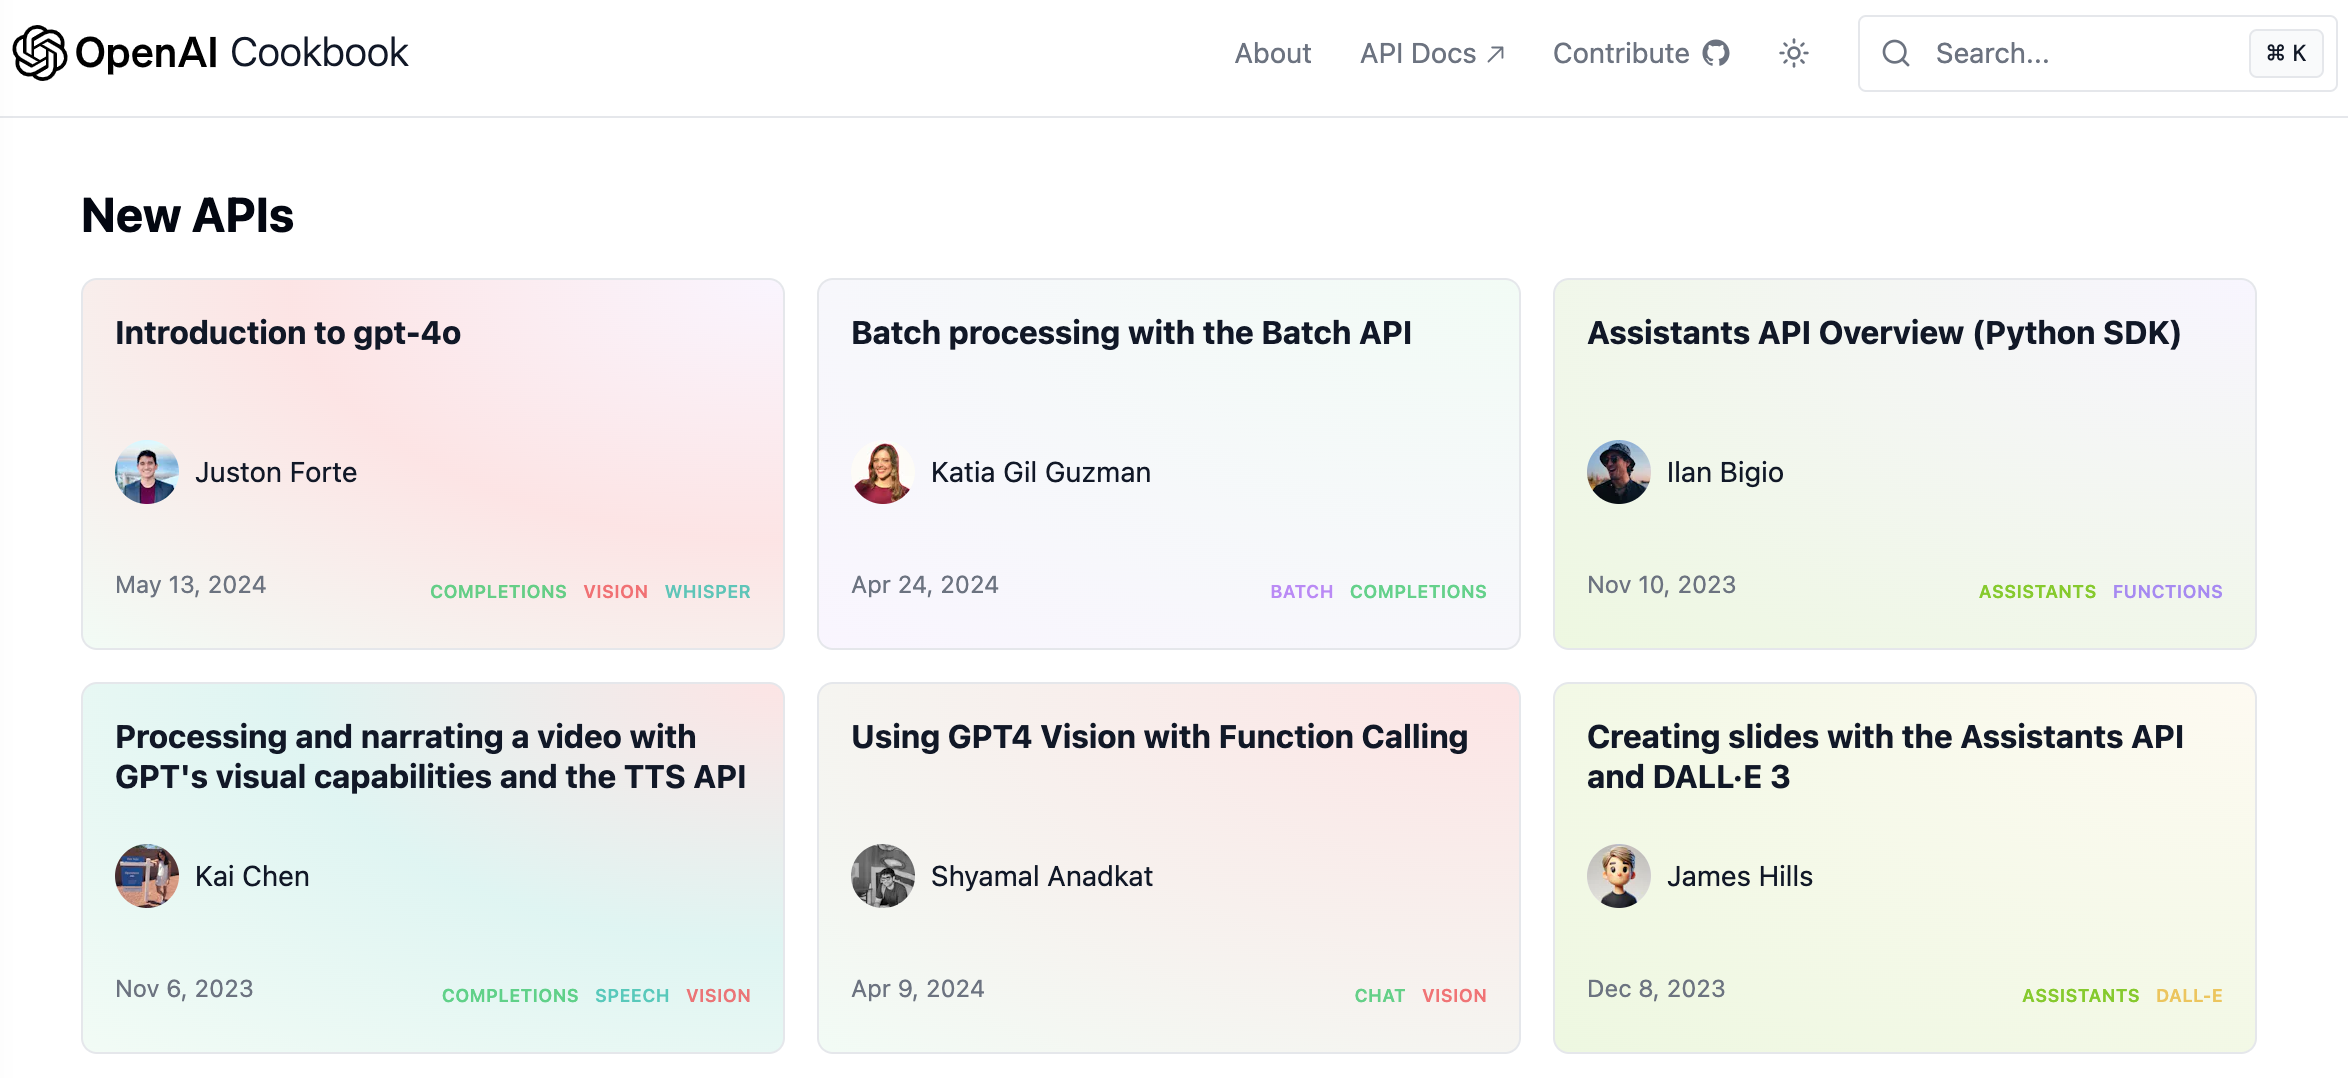 OpenAI Cookbook
About API Docs ↗ Contribute Search... ⌘ K
New APIs
Introduction to gpt-4o
Juston Forte
May 13, 2024 COMPLETIONS VISION WHISPER
Batch processing with the Batch API
Katia Gil Guzman
Apr 24, 2024 BATCH COMPLETIONS
Assistants API Overview (Python SDK)
Ilan Bigio
Nov 10, 2023 ASSISTANTS FUNCTIONS
Processing and narrating a video with
GPT's visual capabilities and the TTS API
Kai Chen
Nov 6, 2023 COMPLETIONS SPEECH VISION
Using GPT4 Vision with Function Calling
Shyamal Anadkat
Apr 9, 2024 CHAT VISION
Creating slides with the Assistants API
and DALL·E 3
James Hills
Dec 8, 2023 ASSISTANTS DALL-E